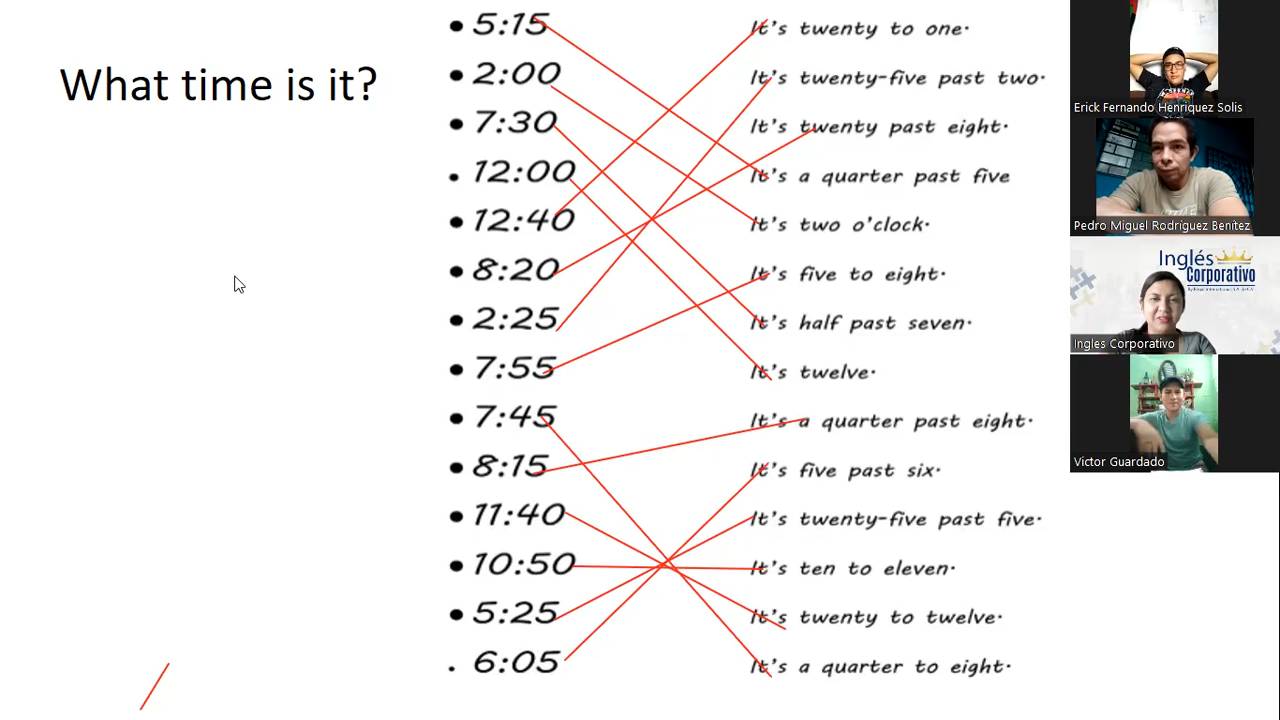 What time is it?
• 5:15
• 2:00
• 7:30
. 12:00
• 12:40
• 8:20
• 2:25
• 7:55
• 7:45
• 8:15
• 11:40
• 10:50
• 5:25
. 6:05
It's twenty to one.
It's twenty-five past two.
It's twenty past eight.
It's a quarter past five
It's two o'clock.
It's five to eight.
It's half past seven.
It's twelve.
It's a quarter past eight.
It's five past six.
It's twenty-five past five.
It's ten to eleven.
It's twenty to twelve.
It's a quarter to eight.
Erick Fernando Henriquez Solis
Pedro Miguel Rodríguez Benítez
Inglés
Corporativo
Ingles Corporativo
Victor Guardado